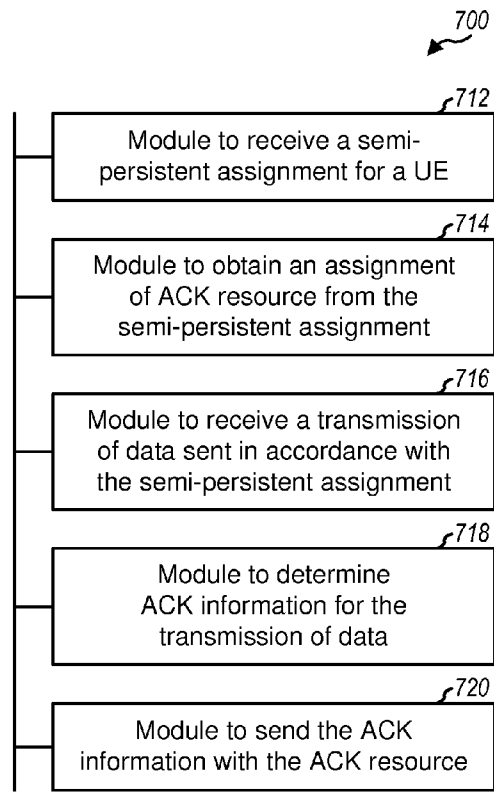 700
712
Module to receive a semi-
persistent assignment for a UE
714
Module to obtain an assignment
of ACK resource from the
semi-persistent assignment
716
Module to receive a transmission
of data sent in accordance with
the semi-persistent assignment
718
Module to determine
ACK information for the
transmission of data
720
Module to send the ACK
information with the ACK resource